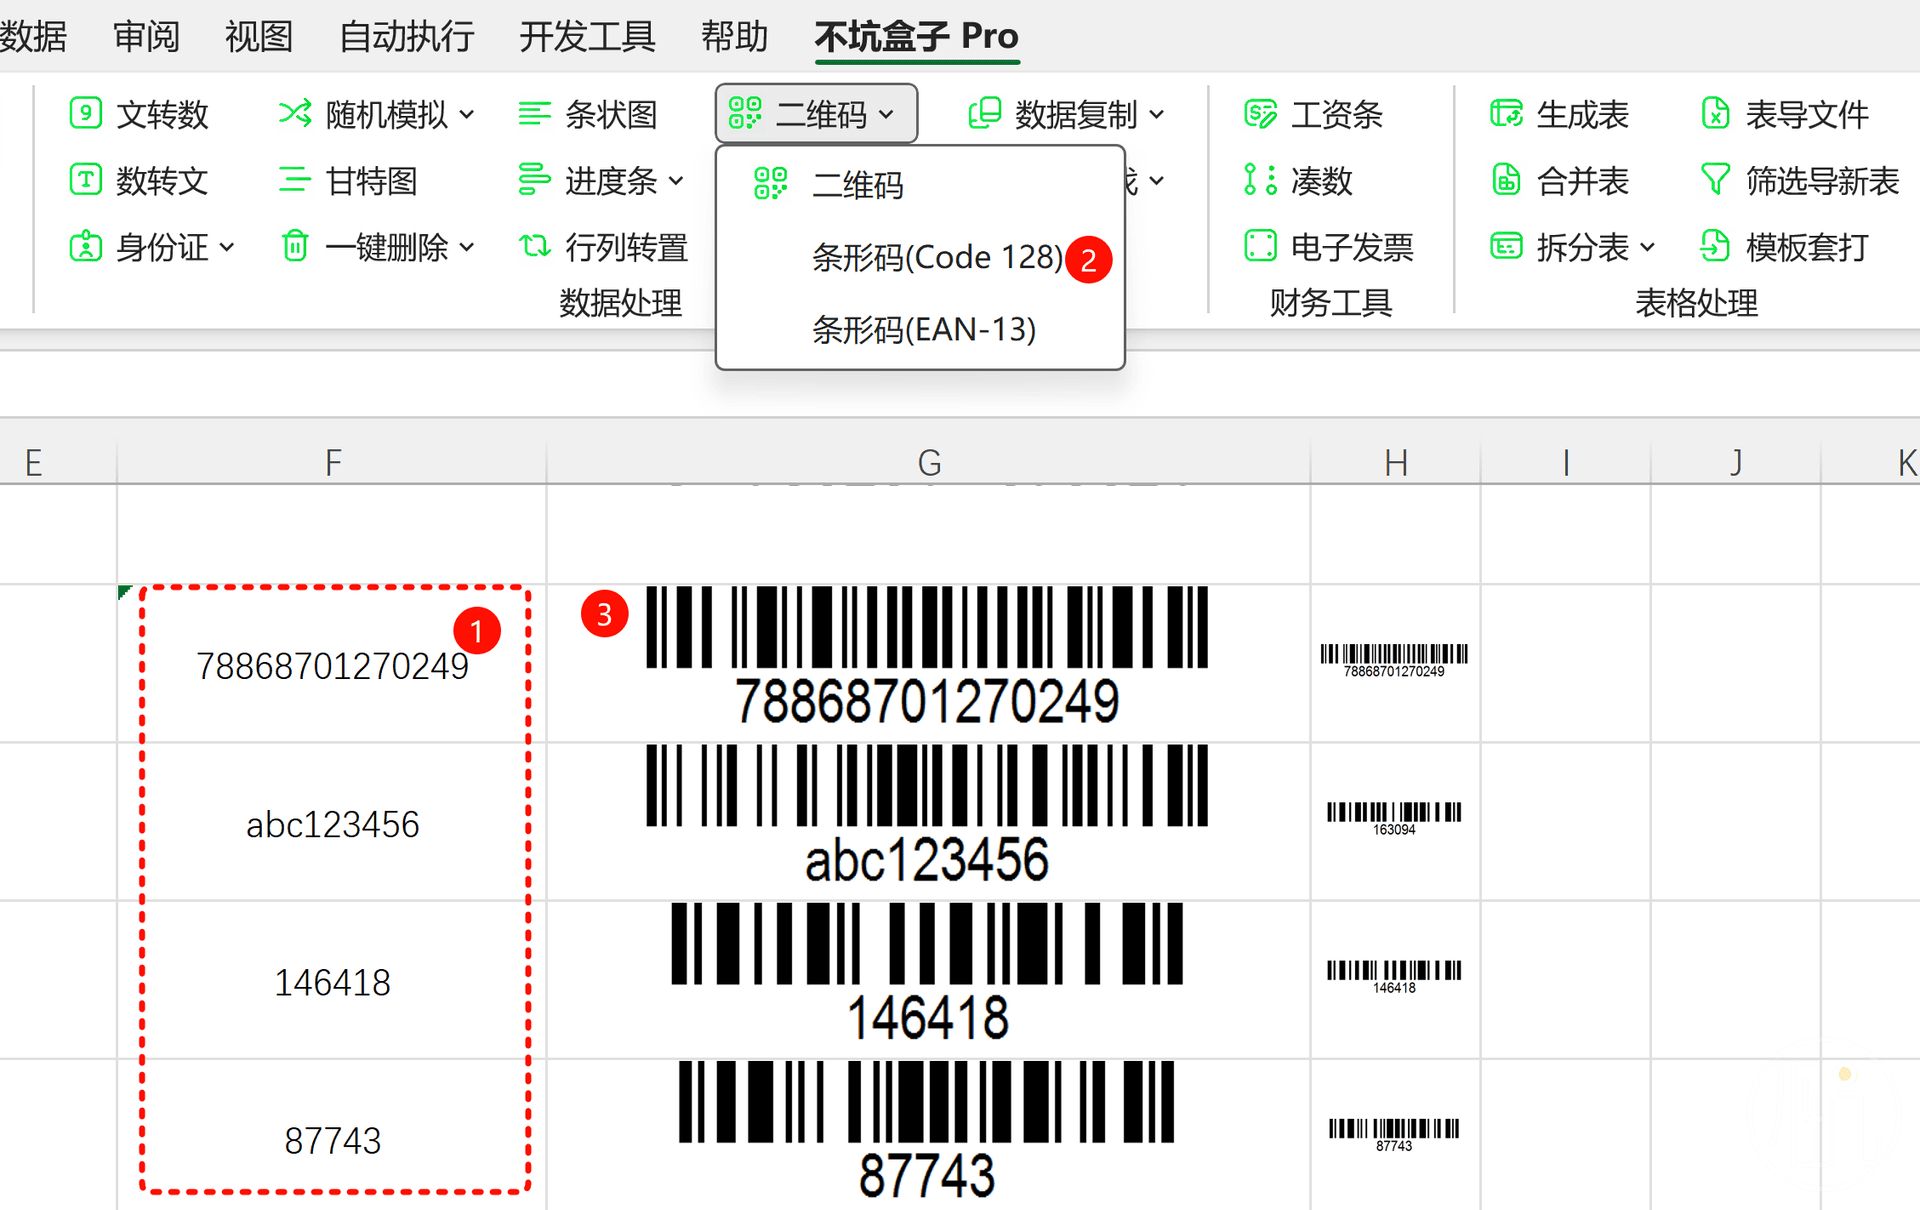 数据 审阅 视图 自动执行 开发工具 帮助 不坑盒子 Pro
文转数 随机模拟 条状图 二维码 数据复制 工资条 生成表 表导文件
数转文 甘特图 进度条 凑数 合并表 筛选导新表
身份证 一键删除 行列转置 电子发票 拆分表 模板套打
数据处理 财务工具 表格处理
二维码
条形码(Code 128) 2
条形码(EAN-13)
E F G H I J K
1 3
78868701270249 78868701270249 78868701270249
abc123456 abc123456 163094
146418 146418 146418
87743 87743 87743